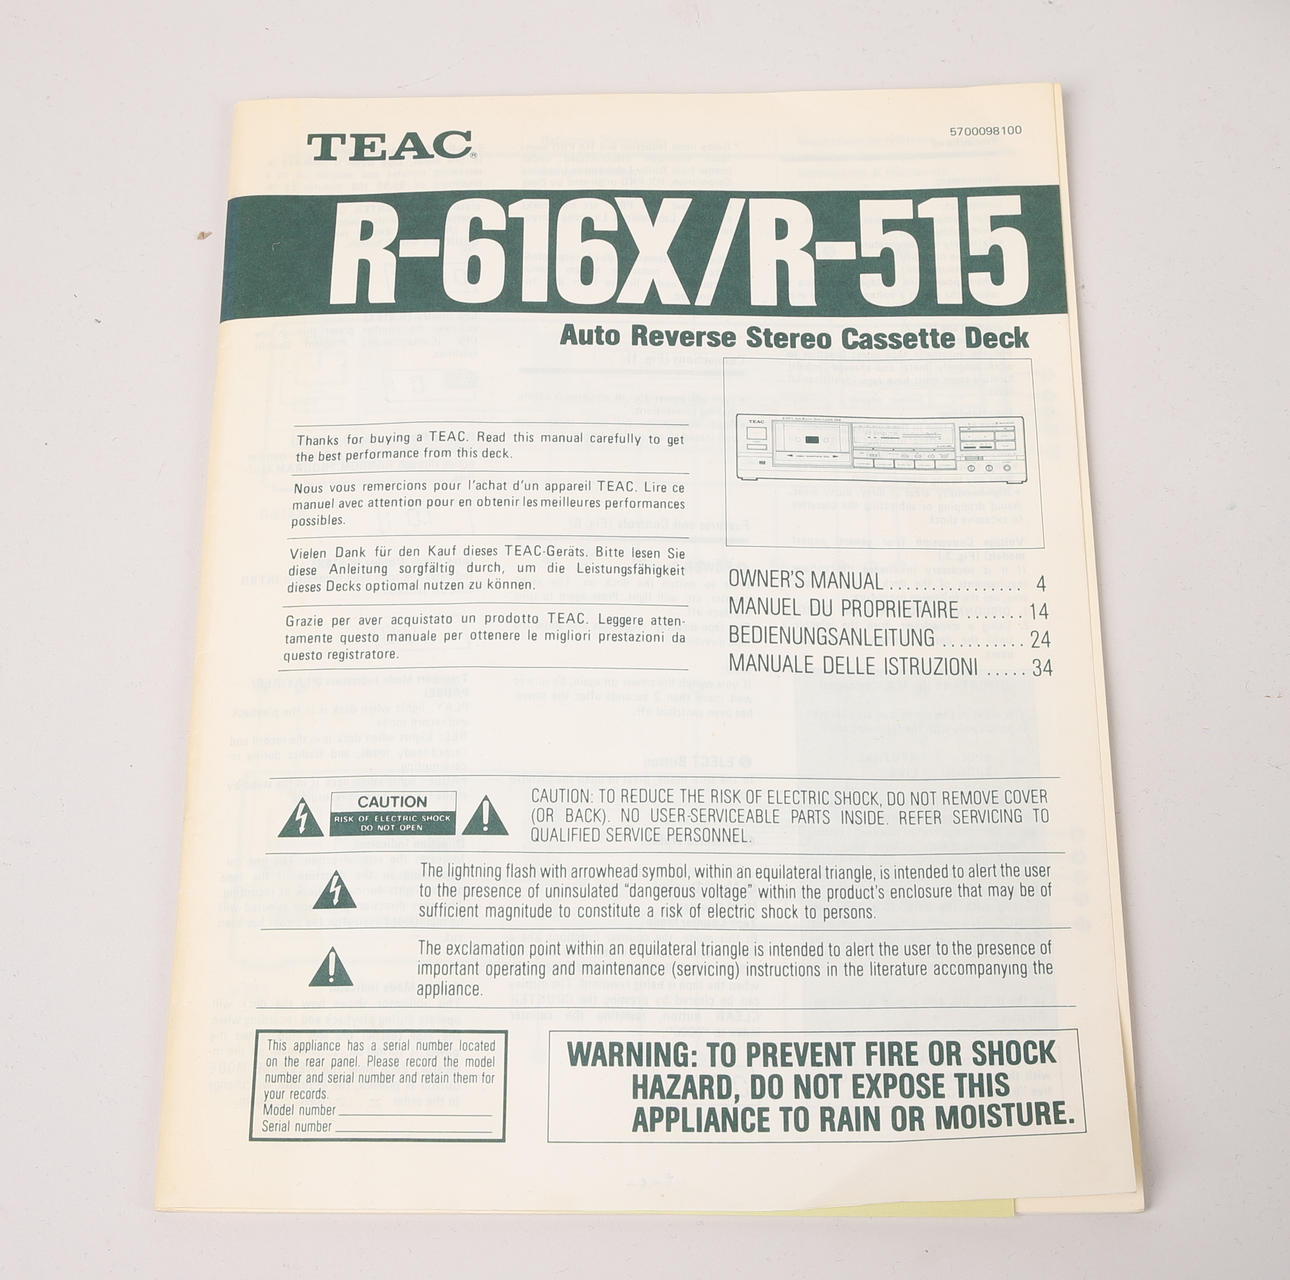 TEAC®
5700098100
R-616X/R-515
Auto Reverse Stereo Cassette Deck
Thanks for buying a TEAC. Read this manual carefully to get
the best performance from this deck.
Nous vous remercions pour l'achat d'un appareil TEAC. Lire ce
manuel avec attention pour en obtenir les meilleures performances
possibles.
Vielen Dank für den Kauf dieses TEAC-Geräts. Bitte lesen Sie
diese Anleitung sorgfältig durch, um die Leistungsfähigkeit
dieses Decks optiomal nutzen zu können.
Grazie per aver acquistato un prodotto TEAC. Leggere atten-
tamente questo manuale per ottenere le migliori prestazioni da
questo registratore.
TEAC
OWNER'S MANUAL ................ 4
MANUEL DU PROPRIETAIRE ....... 14
BEDIENUNGSANLEITUNG .......... 24
MANUALE DELLE ISTRUZIONI ..... 34
CAUTION
RISK OF ELECTRIC SHOCK
DO NOT OPEN
CAUTION: TO REDUCE THE RISK OF ELECTRIC SHOCK, DO NOT REMOVE COVER
(OR BACK). NO USER-SERVICEABLE PARTS INSIDE. REFER SERVICING TO
QUALIFIED SERVICE PERSONNEL.
The lightning flash with arrowhead symbol, within an equilateral triangle, is intended to alert the user
to the presence of uninsulated "dangerous voltage" within the product's enclosure that may be of
sufficient magnitude to constitute a risk of electric shock to persons.
The exclamation point within an equilateral triangle is intended to alert the user to the presence of
important operating and maintenance (servicing) instructions in the literature accompanying the
appliance.
This appliance has a serial number located
on the rear panel. Please record the model
number and serial number and retain them for
your records.
Model number
Serial number
WARNING: TO PREVENT FIRE OR SHOCK
HAZARD, DO NOT EXPOSE THIS
APPLIANCE TO RAIN OR MOISTURE.